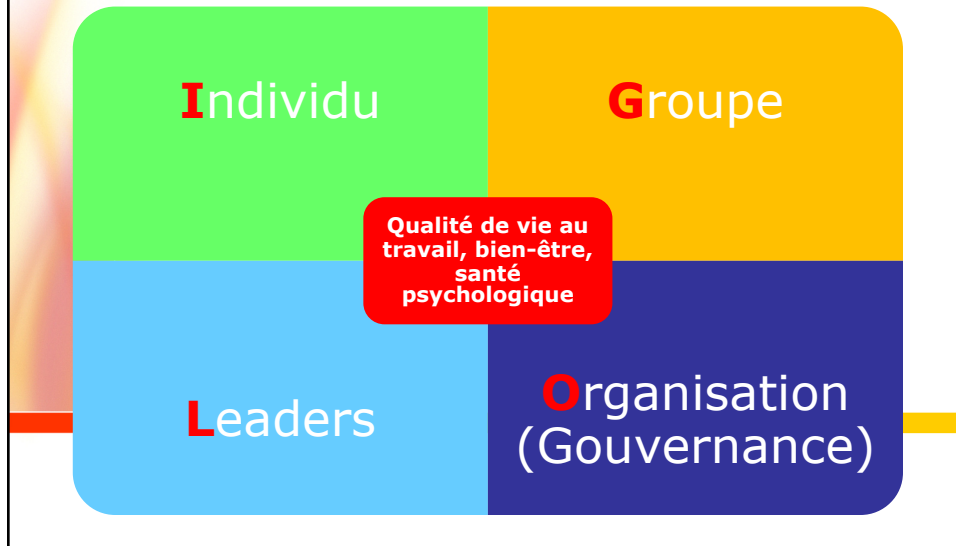 Individu
Groupe
Qualité de vie au
travail, bien-être,
santé
psychologique
Leaders
Organisation
(Gouvernance)